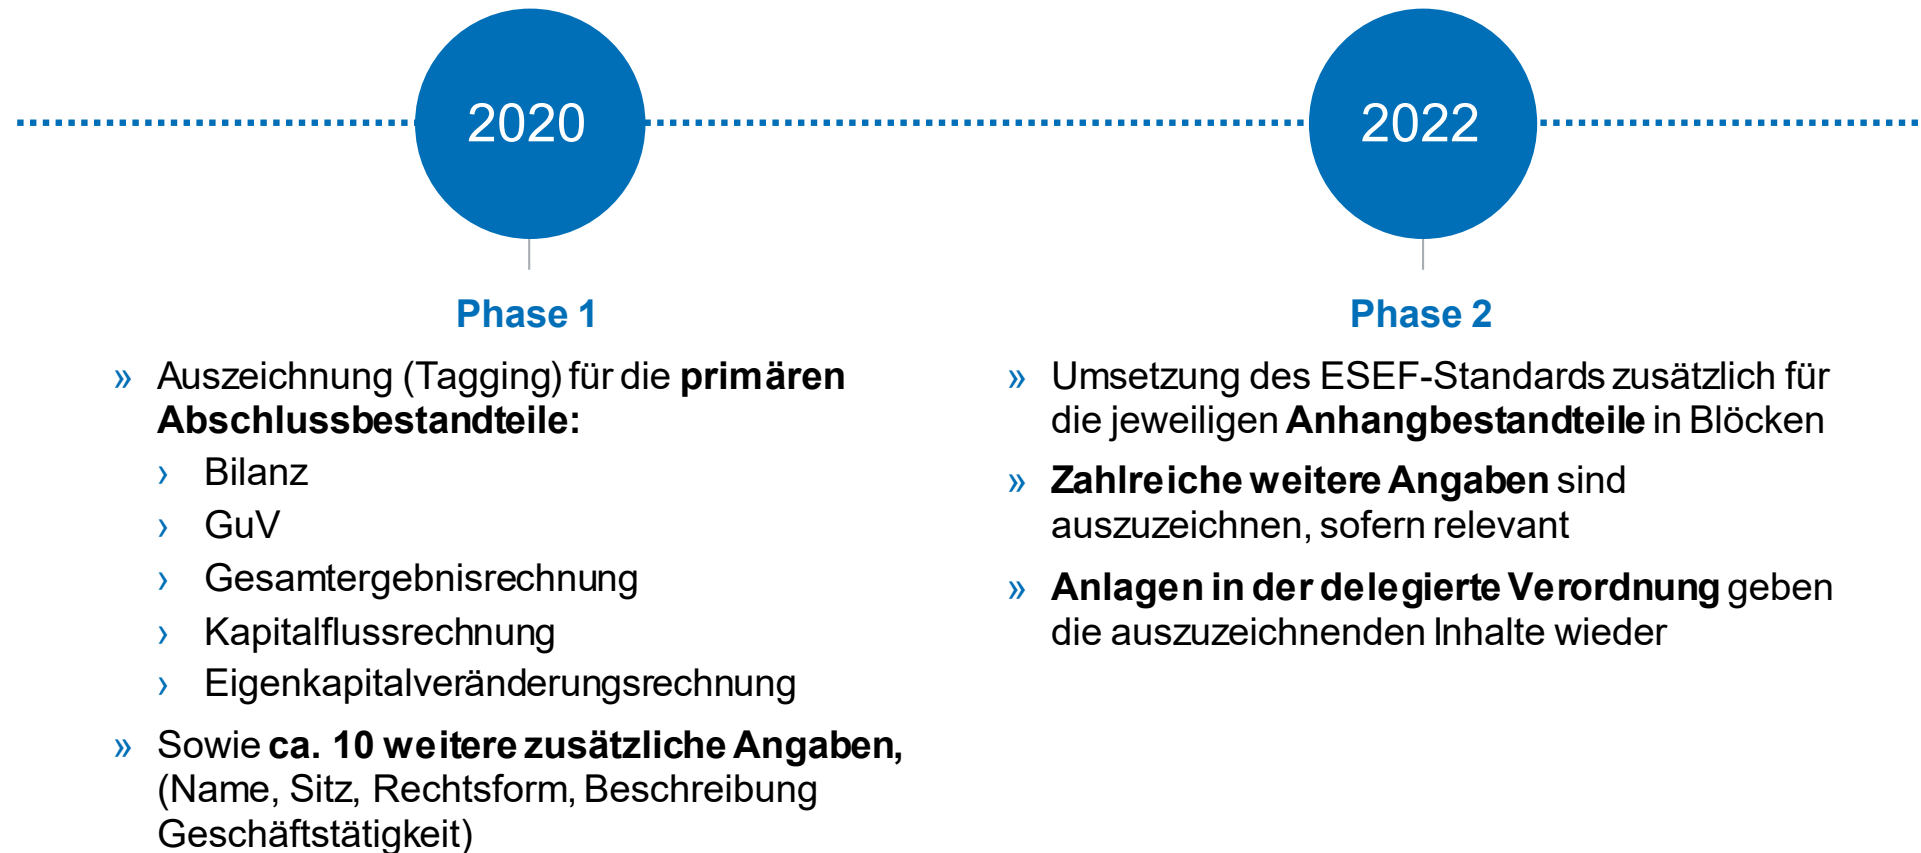 2020
Phase 1
» Auszeichnung (Tagging) für die primären
Abschlussbestandteile:
› Bilanz
› GuV
› Gesamtergebnisrechnung
› Kapitalflussrechnung
› Eigenkapitalveränderungsrechnung
» Sowie ca. 10 weitere zusätzliche Angaben,
(Name, Sitz, Rechtsform, Beschreibung
Geschäftstätigkeit)
2022
Phase 2
» Umsetzung des ESEF-Standards zusätzlich für
die jeweiligen Anhangbestandteile in Blöcken
» Zahlreiche weitere Angaben sind
auszuzeichnen, sofern relevant
» Anlagen in der delegierte Verordnung geben
die auszuzeichnenden Inhalte wieder